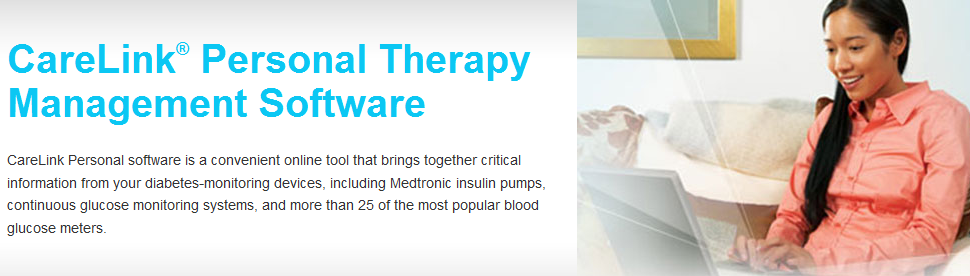 CareLink® Personal Therapy
Management Software
CareLink Personal software is a convenient online tool that brings together critical
information from your diabetes-monitoring devices, including Medtronic insulin pumps,
continuous glucose monitoring systems, and more than 25 of the most popular blood
glucose meters.